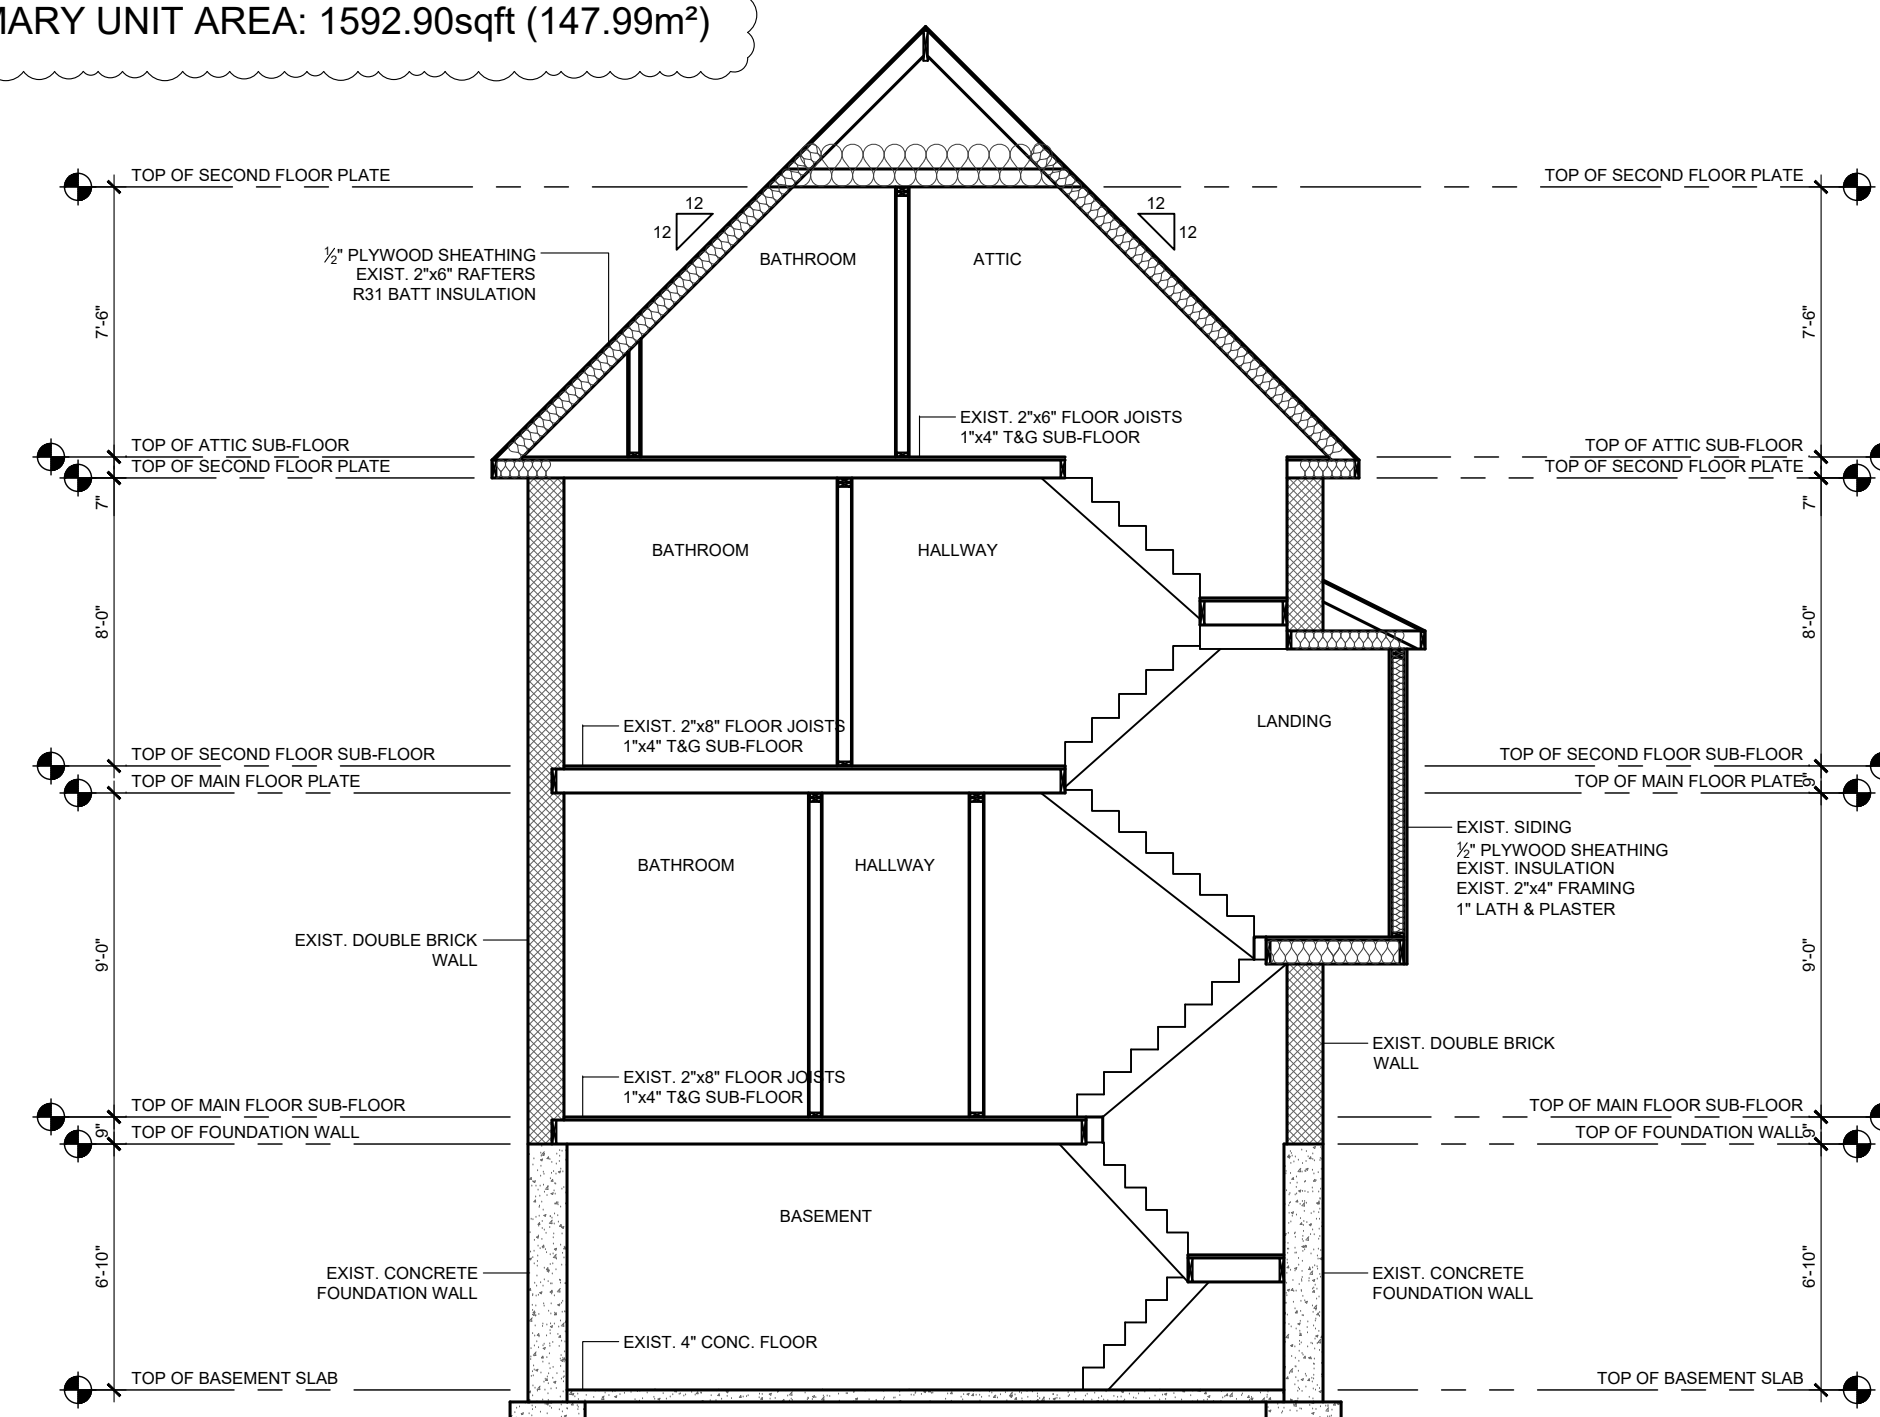 MARY UNIT AREA: 1592.90sqft (147.99m²)
TOP OF SECOND FLOOR PLATE
TOP OF SECOND FLOOR PLATE
12
12
12
12
½" PLYWOOD SHEATHING
EXIST. 2"x6" RAFTERS
R31 BATT INSULATION
BATHROOM
ATTIC
7'-6"
7'-6"
EXIST. 2"x6" FLOOR JOISTS
1"x4" T&G SUB-FLOOR
TOP OF ATTIC SUB-FLOOR
TOP OF SECOND FLOOR PLATE
TOP OF ATTIC SUB-FLOOR
TOP OF SECOND FLOOR PLATE
7"
7"
BATHROOM
HALLWAY
8'-0"
8'-0"
LANDING
EXIST. 2"x8" FLOOR JOISTS
1"x4" T&G SUB-FLOOR
TOP OF SECOND FLOOR SUB-FLOOR
TOP OF MAIN FLOOR PLATE
TOP OF SECOND FLOOR SUB-FLOOR
TOP OF MAIN FLOOR PLATE
9"
EXIST. SIDING
½" PLYWOOD SHEATHING
EXIST. INSULATION
EXIST. 2"x4" FRAMING
1" LATH & PLASTER
BATHROOM
HALLWAY
EXIST. DOUBLE BRICK
WALL
9'-0"
9'-0"
EXIST. DOUBLE BRICK
WALL
EXIST. 2"x8" FLOOR JOISTS
1"x4" T&G SUB-FLOOR
TOP OF MAIN FLOOR SUB-FLOOR
9"
TOP OF FOUNDATION WALL
TOP OF MAIN FLOOR SUB-FLOOR
TOP OF FOUNDATION WALL
9"
BASEMENT
6'-10"
6'-10"
EXIST. CONCRETE
FOUNDATION WALL
EXIST. CONCRETE
FOUNDATION WALL
EXIST. 4" CONC. FLOOR
TOP OF BASEMENT SLAB
TOP OF BASEMENT SLAB